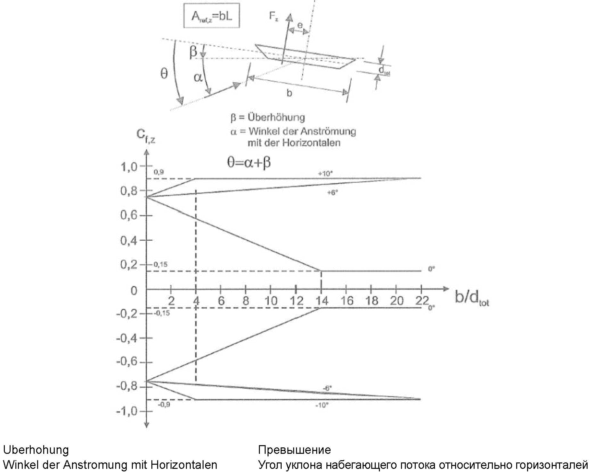 A_ref,z=bL
F_z
e
β
θ
α
d_tot
b
β = Überhöhung
α = Winkel der Anströmung
mit der Horizontalen
C_f,z
θ=α+β
1,0
0,9
+10°
0,8
+6°
0,6
0,4
0,2
0,15
0°
0
2 4 6 8 10 12 14 16 18 20 22
b/d_tot
-0,15
0°
-0,2
-0,4
-0,6
-0,8
-6°
-0,9
-10°
-1,0
Uberhohung Превышение
Winkel der Anstromung mit Horizontalen Угол уклона набегающего потока относительно горизонталей